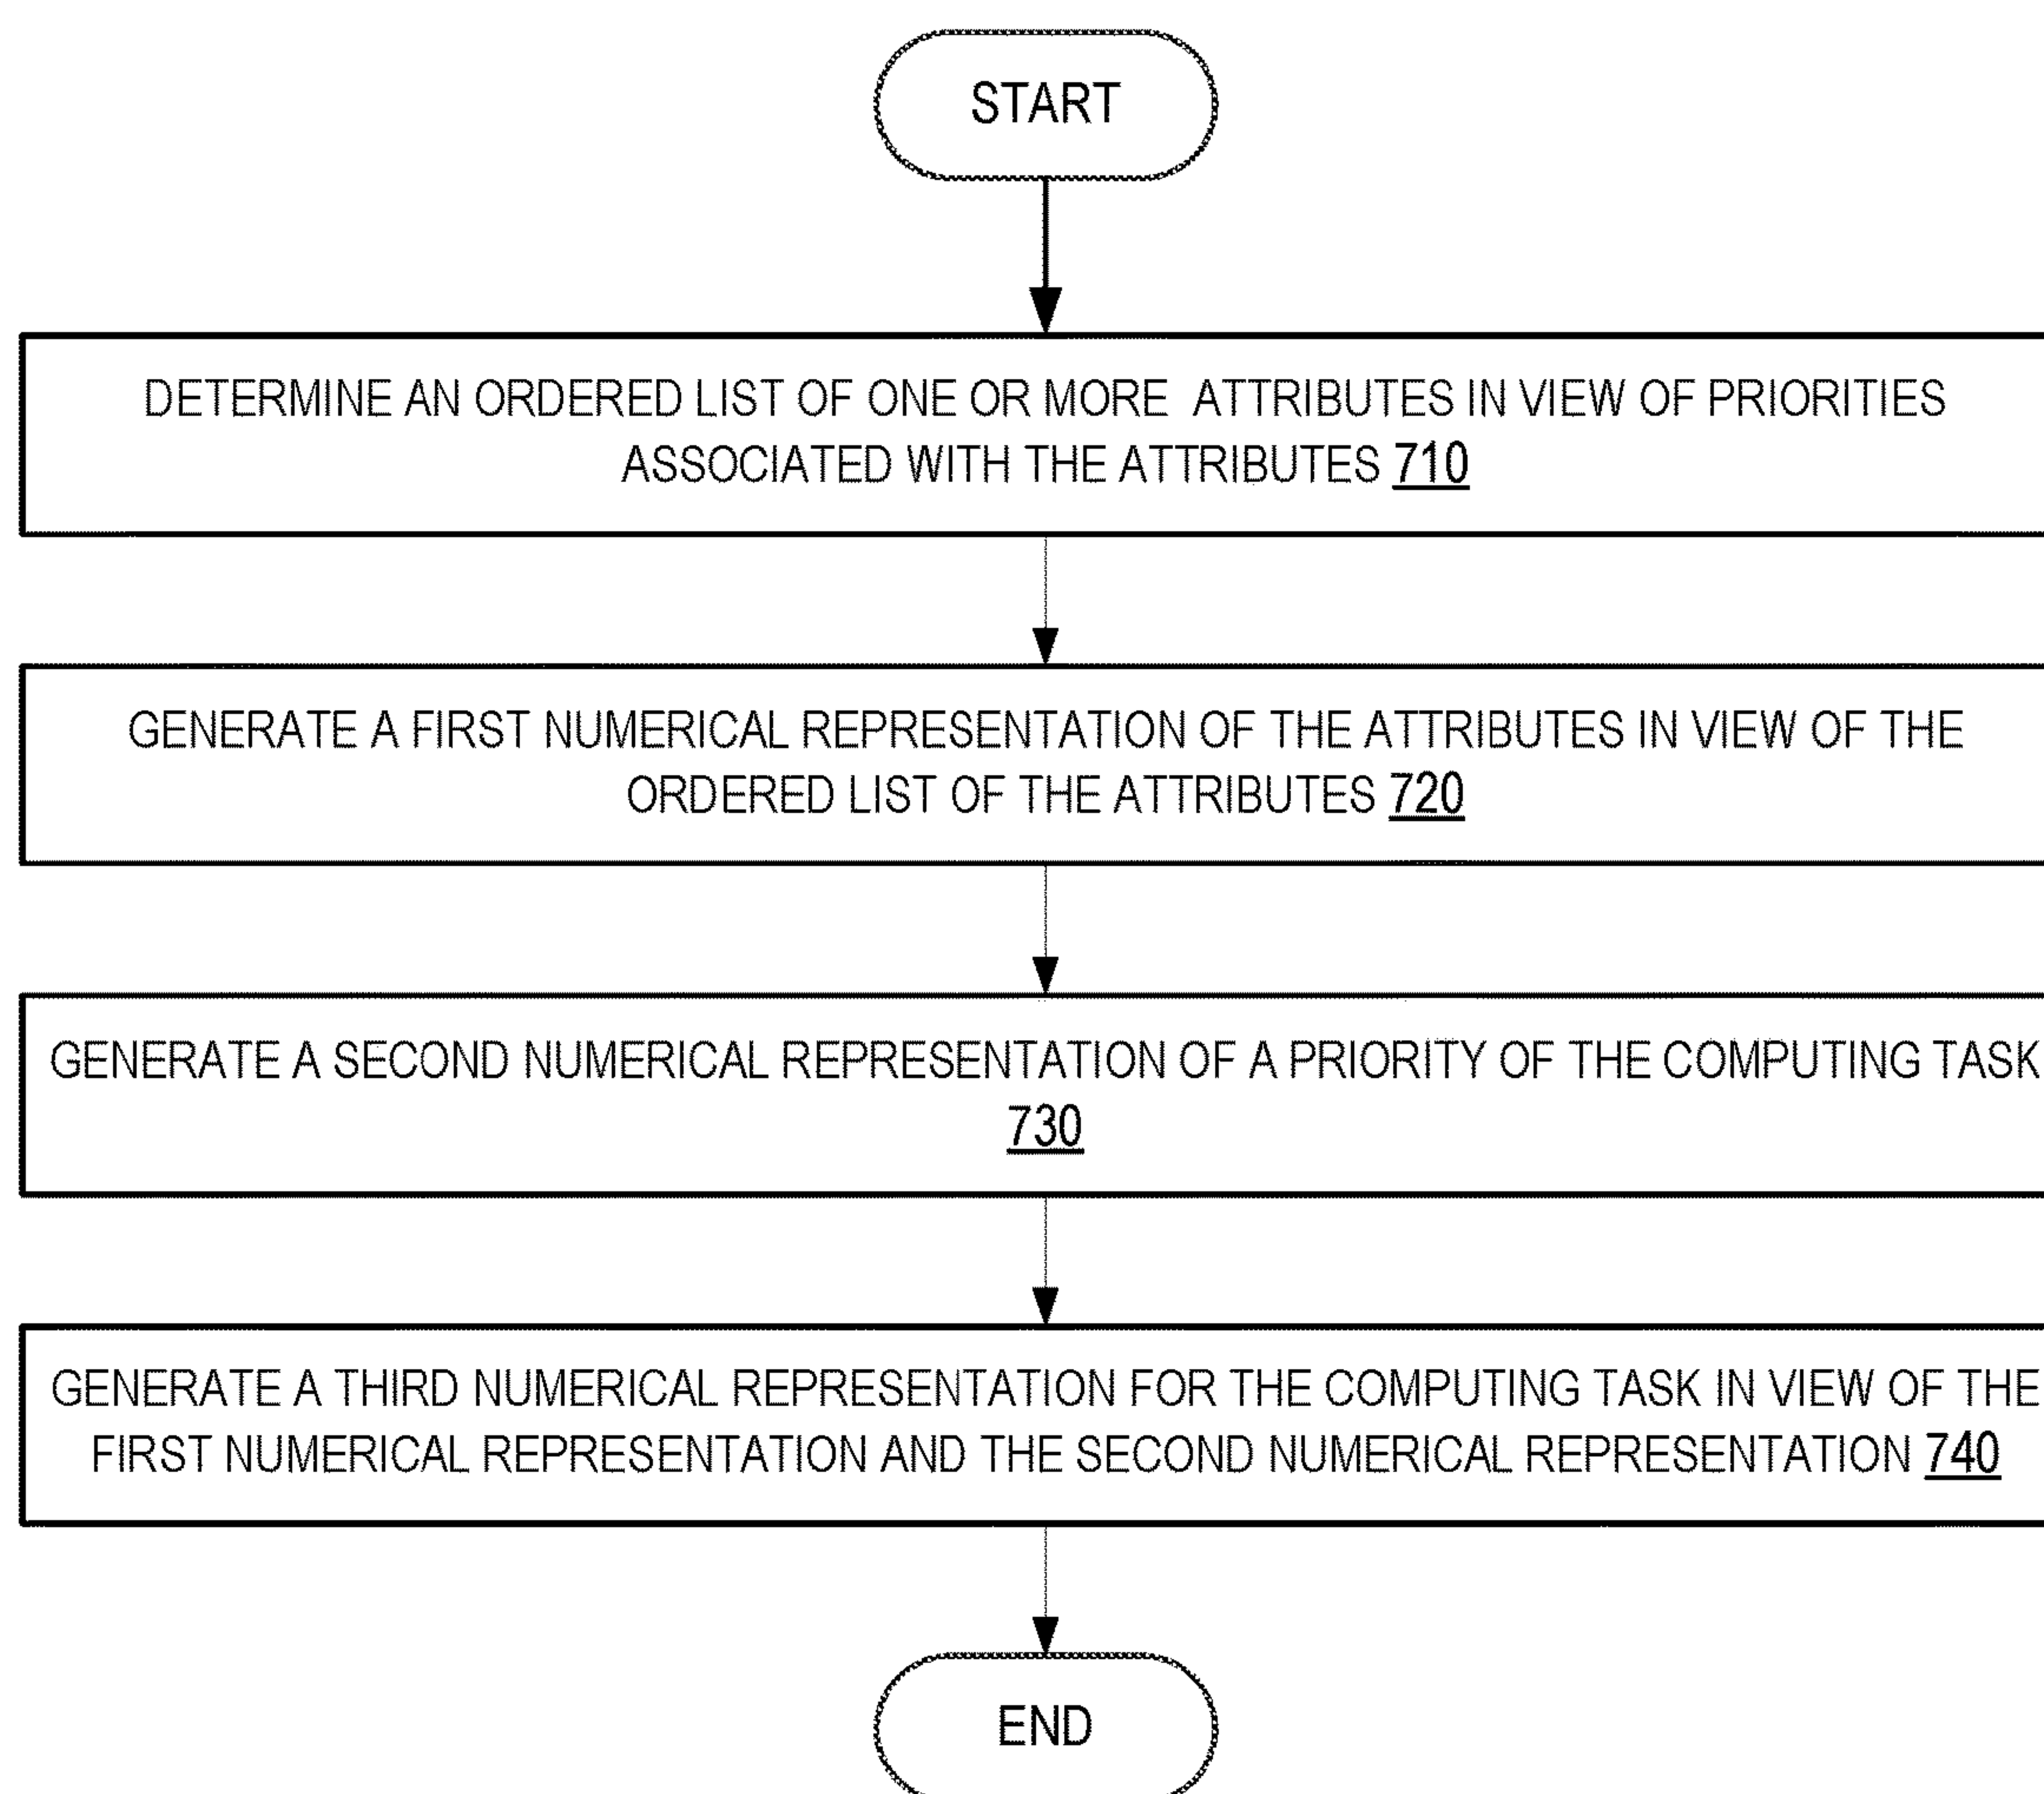 START
DETERMINE AN ORDERED LIST OF ONE OR MORE ATTRIBUTES IN VIEW OF PRIORITIES
ASSOCIATED WITH THE ATTRIBUTES 710
GENERATE A FIRST NUMERICAL REPRESENTATION OF THE ATTRIBUTES IN VIEW OF THE
ORDERED LIST OF THE ATTRIBUTES 720
GENERATE A SECOND NUMERICAL REPRESENTATION OF A PRIORITY OF THE COMPUTING TASK
730
GENERATE A THIRD NUMERICAL REPRESENTATION FOR THE COMPUTING TASK IN VIEW OF THE
FIRST NUMERICAL REPRESENTATION AND THE SECOND NUMERICAL REPRESENTATION 740
END